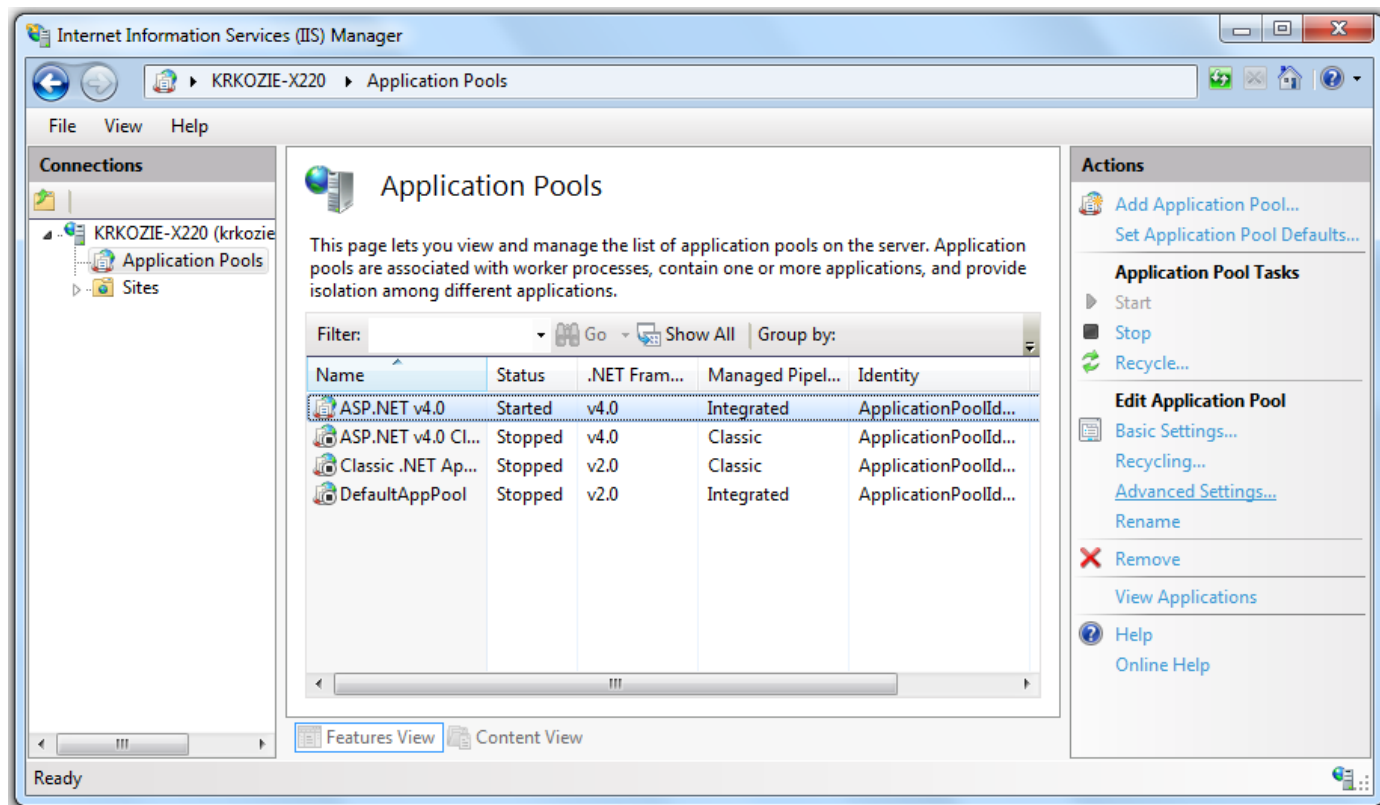 Internet Information Services (IIS) Manager
KRKOZIE-X220 Application Pools
File View Help
Connections
KRKOZIE-X220 (krkozie
Application Pools
Sites
Application Pools
This page lets you view and manage the list of application pools on the server. Application
pools are associated with worker processes, contain one or more applications, and provide
isolation among different applications.
Filter: Go Show All Group by:
Name Status .NET Fram... Managed Pipel... Identity
ASP.NET v4.0 Started v4.0 Integrated ApplicationPoolId...
ASP.NET v4.0 Cl... Stopped v4.0 Classic ApplicationPoolId...
Classic .NET Ap... Stopped v2.0 Classic ApplicationPoolId...
DefaultAppPool Stopped v2.0 Integrated ApplicationPoolId...
Features View Content View
Actions
Add Application Pool...
Set Application Pool Defaults...
Application Pool Tasks
Start
Stop
Recycle...
Edit Application Pool
Basic Settings...
Recycling...
Advanced Settings...
Rename
Remove
View Applications
Help
Online Help
Ready